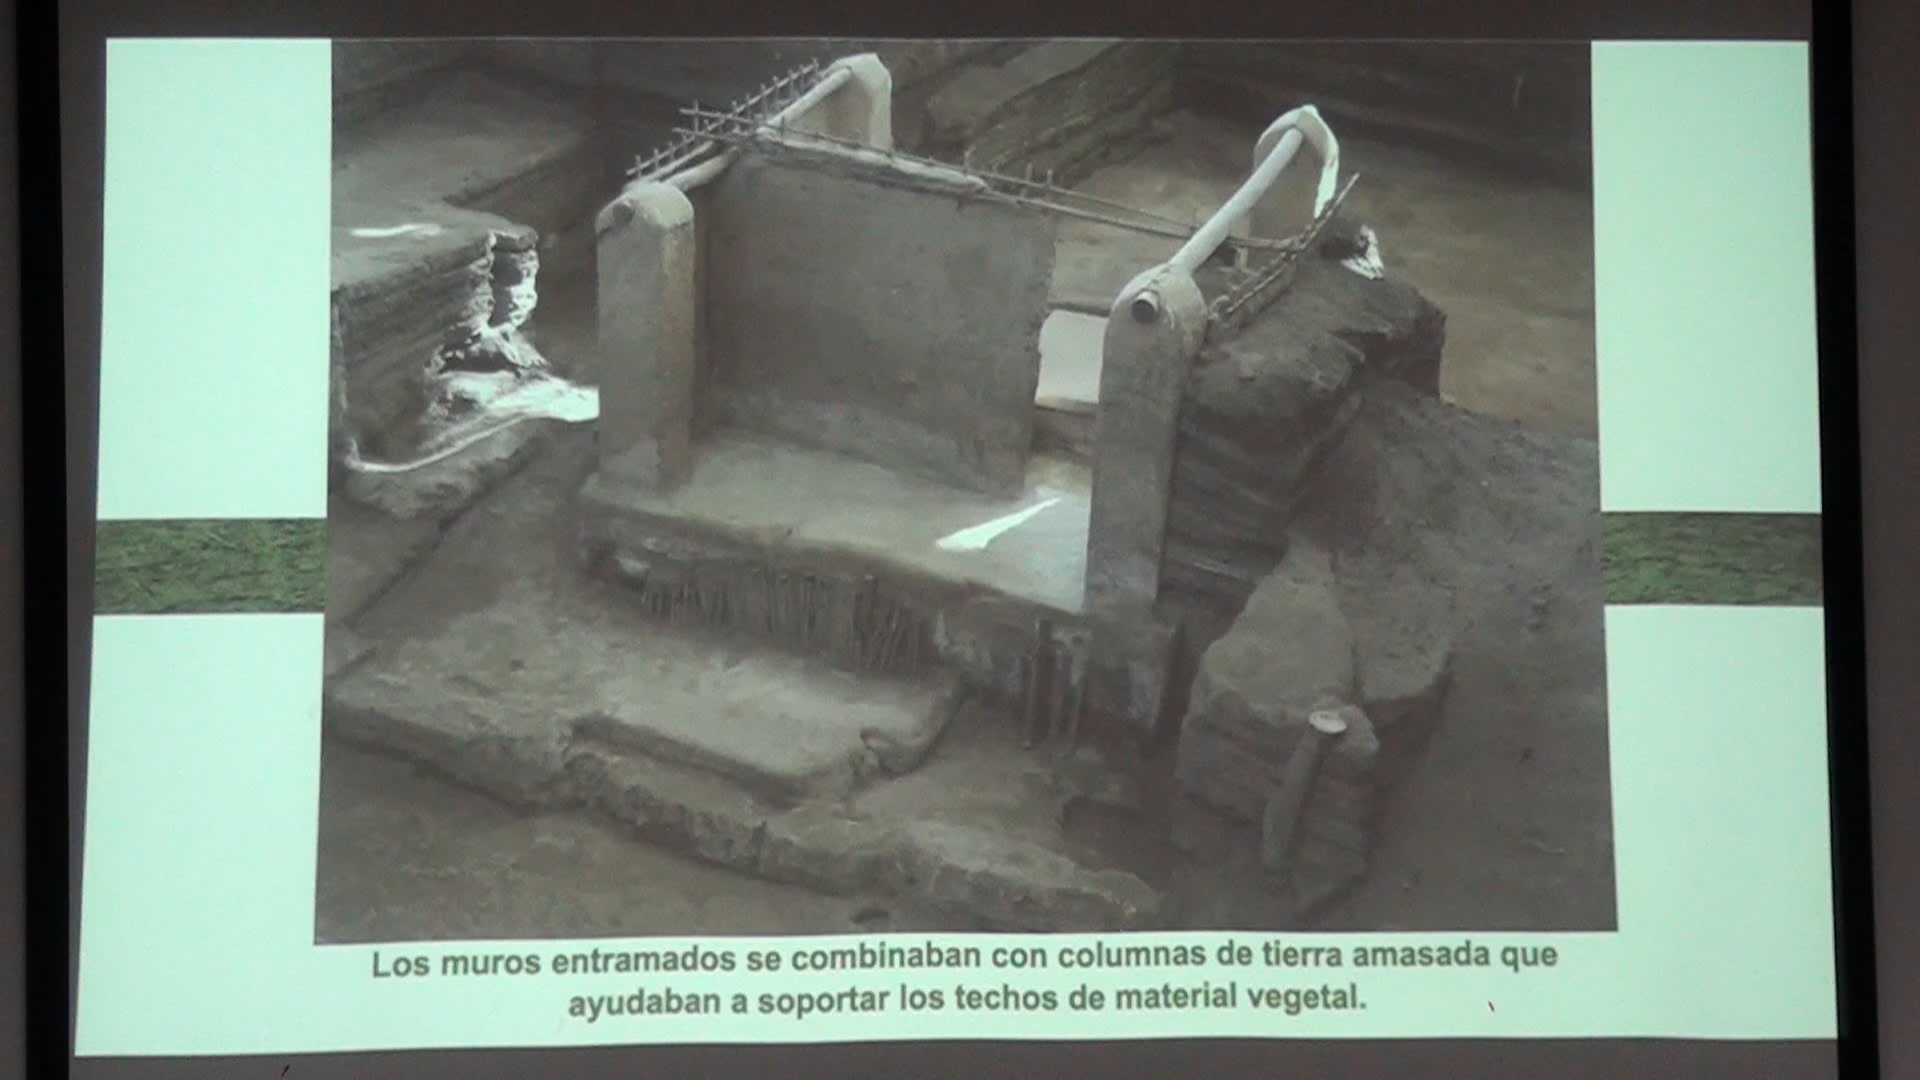 Los muros entramados se combinaban con columnas de tierra amasada que
ayudaban a soportar los techos de material vegetal.